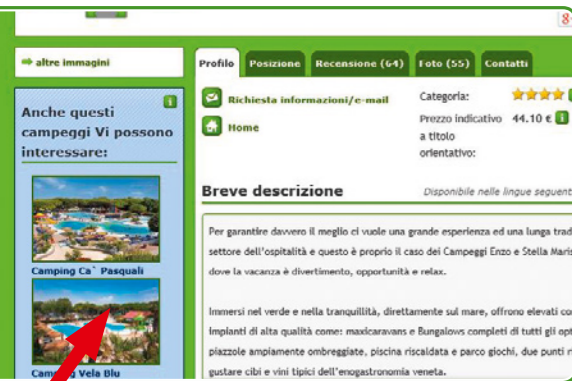 8+
altre immagini
Profilo
Posizione
Recensione (64)
Foto (55)
Contatti
Anche questi
campeggi Vi possono
interessare:
Camping Ca` Pasquali
Camping Vela Blu
Richiesta informazioni/e-mail
Home
Categoria:
Prezzo indicativo 44.10 €
a titolo
orientativo:
Breve descrizione
Disponibile nelle lingue seguent
Per garantire davvero il meglio ci vuole una grande esperienza ed una lunga trad
settore dell'ospitalità e questo è proprio il caso dei Campeggi Enzo e Stella Maris
dove la vacanza è divertimento, opportunità e relax.
Immersi nel verde e nella tranquillità, direttamente sul mare, offrono elevati co
impianti di alta qualità come: maxicaravans e Bungalows completi di tutti gli opt
piazzole ampiamente ombreggiate, piscina riscaldata e parco giochi, due punti r
gustare cibi e vini tipici dell'enogastronomia veneta.